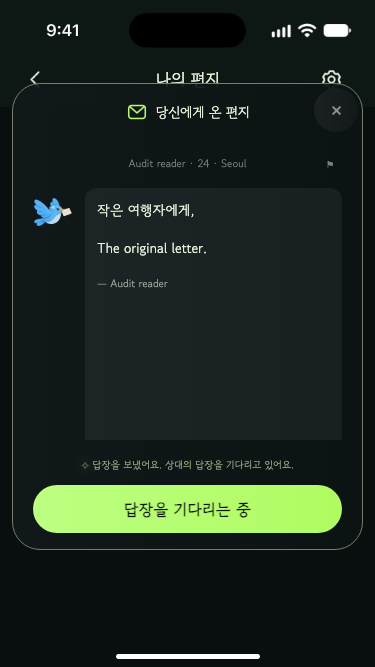 9:41
나의 편지
당신에게 온 편지
Audit reader · 24 · Seoul
작은 여행자에게,
The original letter.
— Audit reader
✧ 답장을 보냈어요. 상대의 답장을 기다리고 있어요.
답장을 기다리는 중